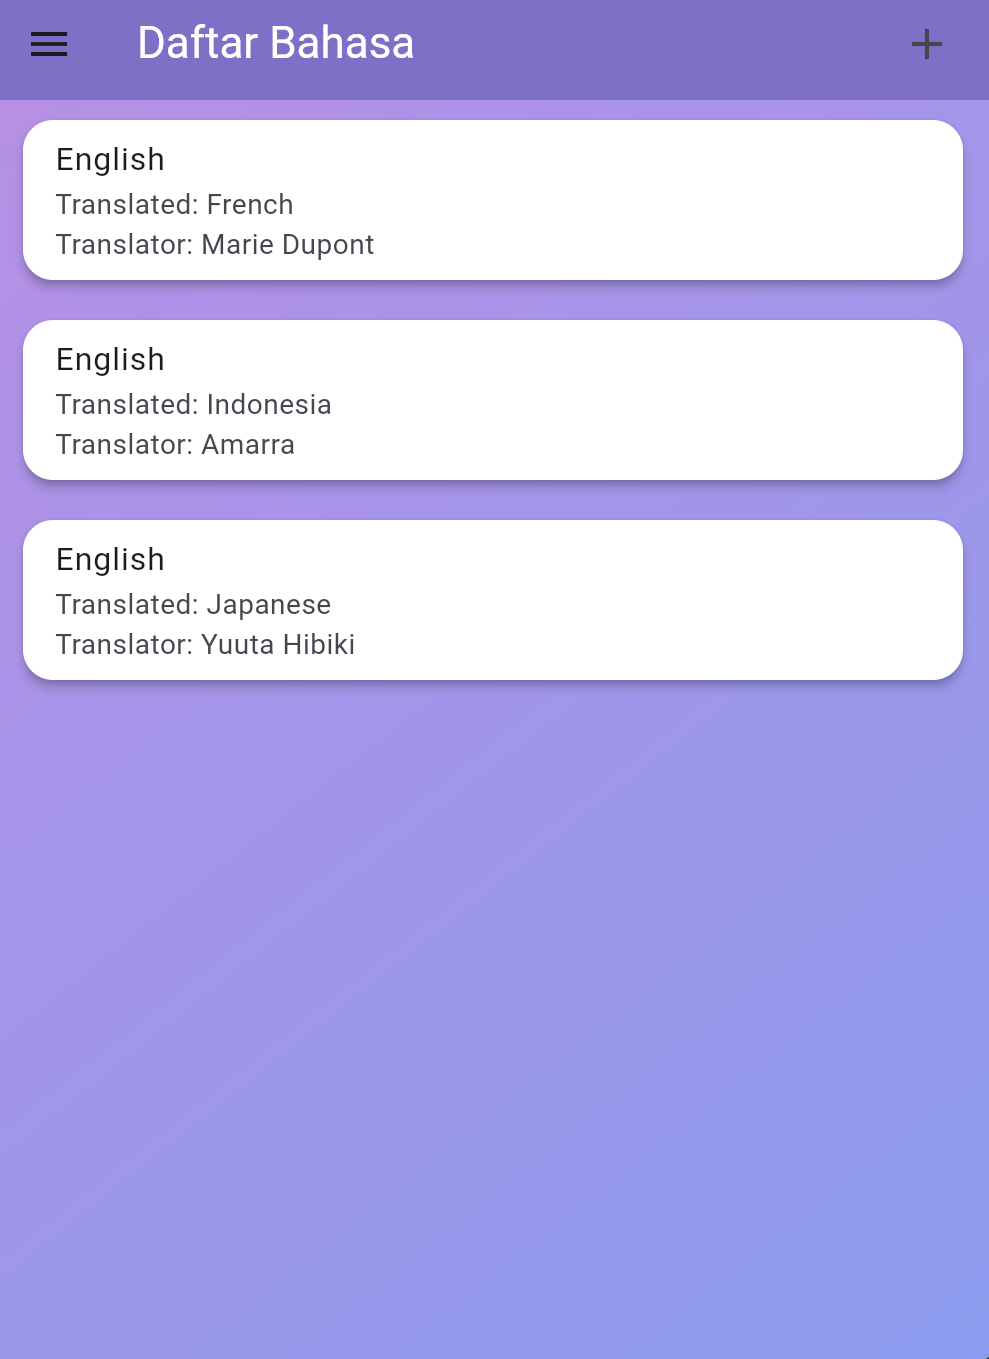 Daftar Bahasa
English
Translated: French
Translator: Marie Dupont
English
Translated: Indonesia
Translator: Amarra
English
Translated: Japanese
Translator: Yuuta Hibiki